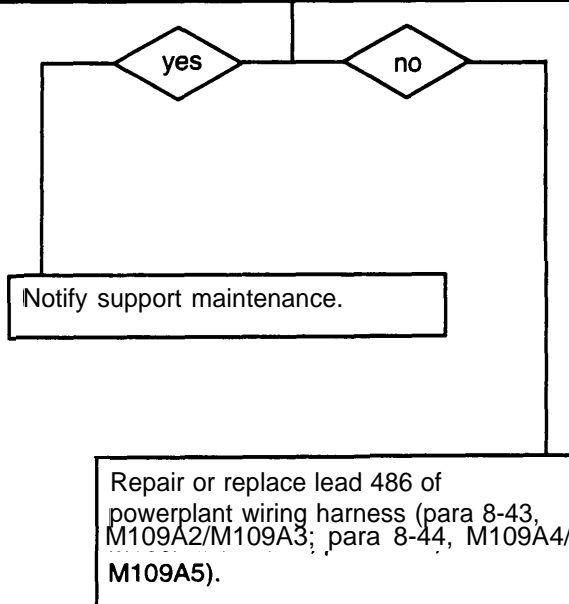 yes
no
Notify support maintenance.
Repair or replace lead 486 of
powerplant wiring harness (para 8-43,
M109A2/M109A3; para 8-44, M109A4/
M109A5).